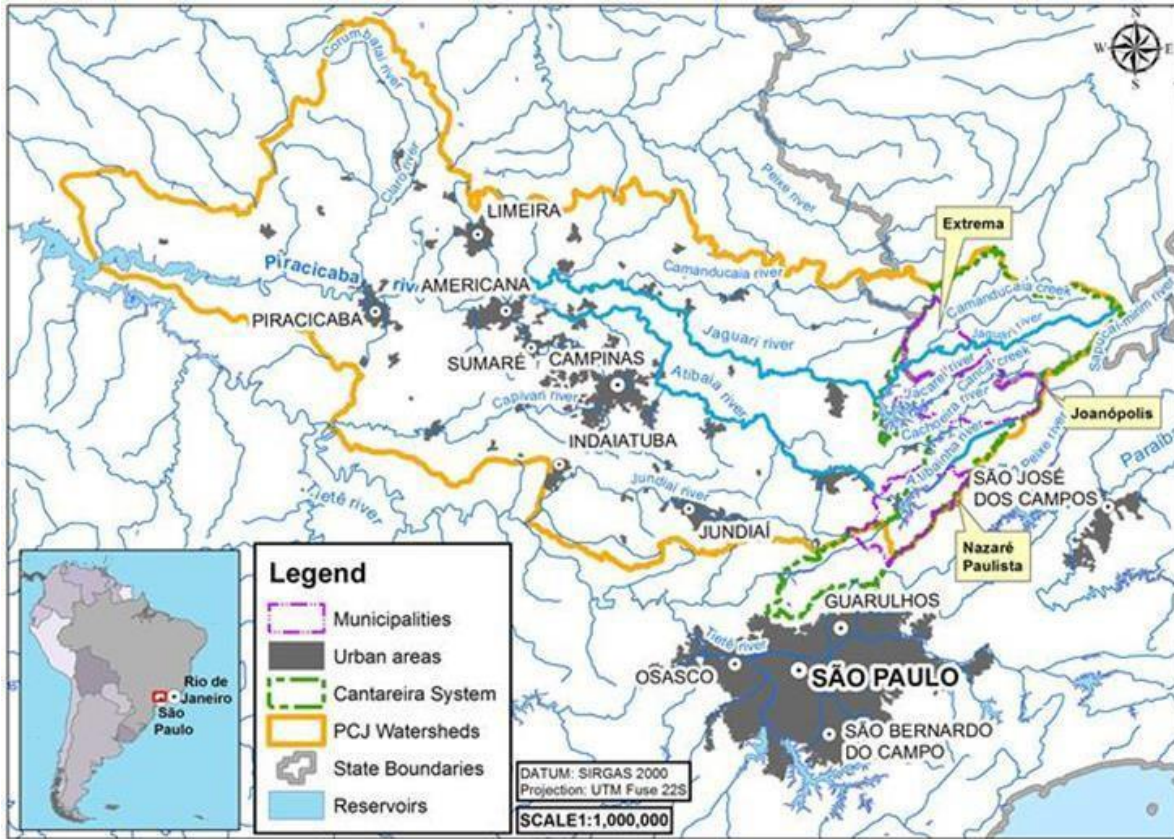 N
W
E
S
Corumbataí river
Claro river
Peixe river
LIMEIRA
Extrema
Piracicaba riv
AMERICANA
Camanducaia river
Camanducaia creek
Jaguari river
Sapucaí-mirim riv
PIRACICABA
Jaguari river
SUMARÉ
CAMPINAS
Jacareí river
Cancã creek
Atibaia river
Joanópolis
Capivari river
Cachoeira river
INDAIATUBA
Atibainha river
Peixe river
Paraíb
Tietê river
SÃO JOSÉ
DOS CAMPOS
Jundiaí river
JUNDIAÍ
Nazaré
Paulista
GUARULHOS
Tietê river
OSASCO
SÃO PAULO
SÃO BERNARDO
DO CAMPO
Rio de
Janeiro
São
Paulo
Legend
Municipalities
Urban areas
Cantareira System
PCJ Watersheds
State Boundaries
Reservoirs
DATUM: SIRGAS 2000
Projection: UTM Fuse 22S
SCALE1:1,000,000